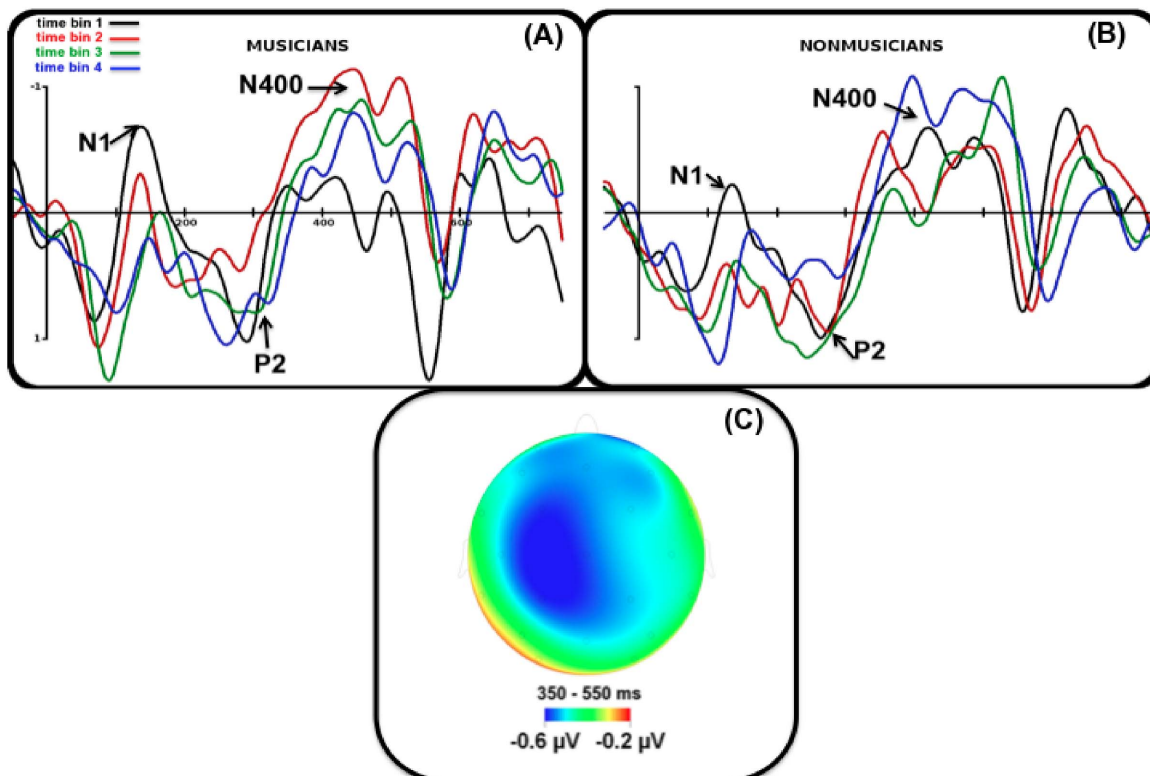 time bin 1
time bin 2
time bin 3
time bin 4
MUSICIANS
(A)
-1
N400
N1
200
400
600
1
P2
NONMUSICIANS
(B)
N400
N1
P2
(C)
350 - 550 ms
-0.6 µV -0.2 µV